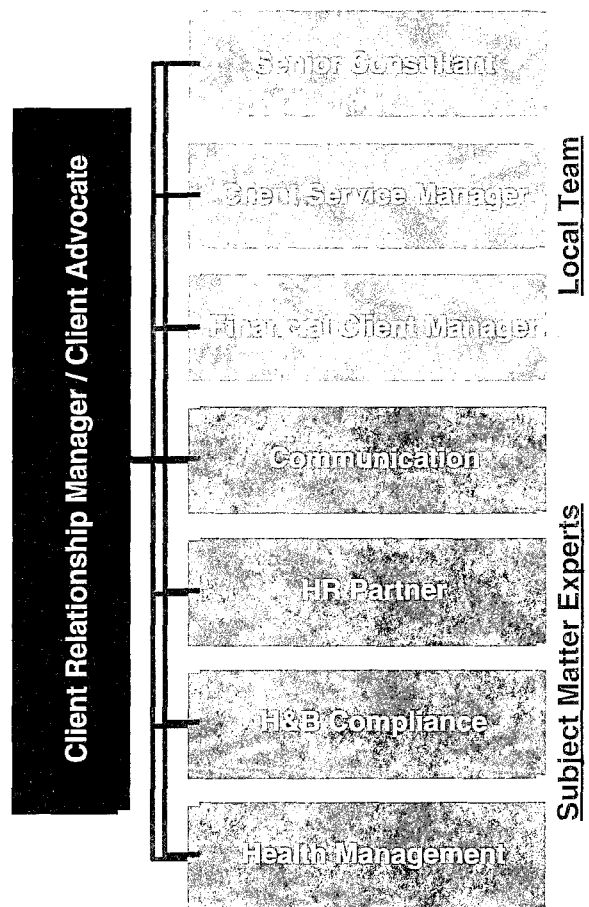 Client Relationship Manager / Client Advocate
Senior Consultant
Client Service Manager
Financial Client Manager
Local Team
Communication
HR Partner
H&B Compliance
Health Management
Subject Matter Experts